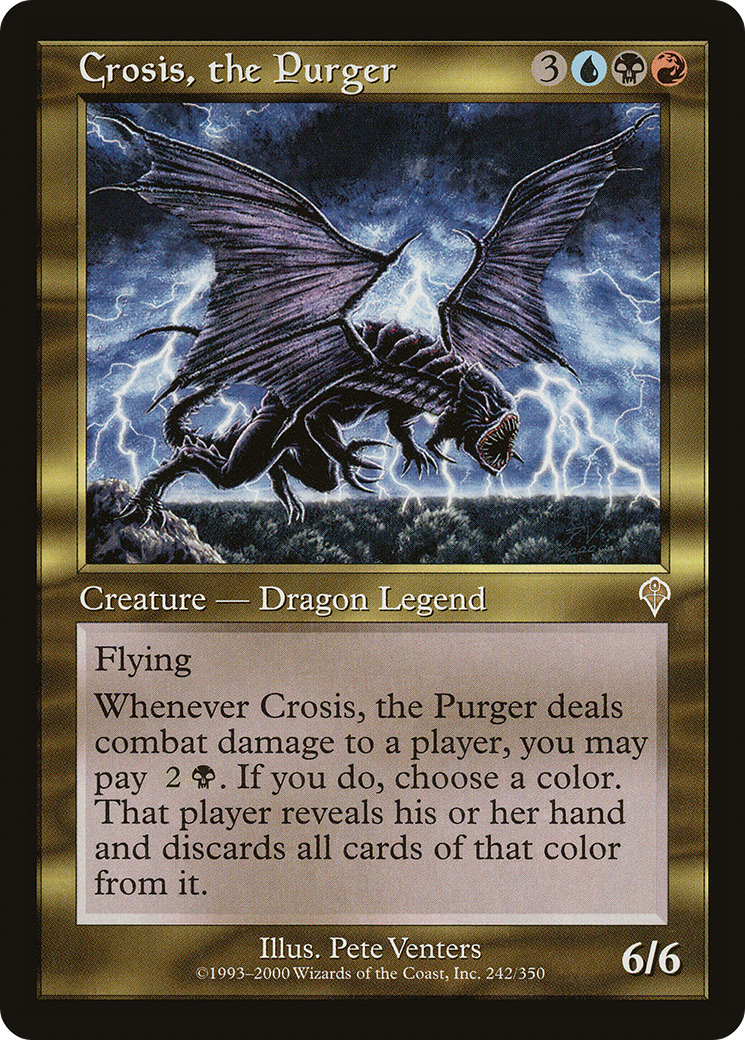 Crosis, the Purger 3
Creature — Dragon Legend
Flying
Whenever Crosis, the Purger deals
combat damage to a player, you may
pay 2 . If you do, choose a color.
That player reveals his or her hand
and discards all cards of that color
from it.
Illus. Pete Venters
©1993–2000 Wizards of the Coast, Inc. 242/350
6/6